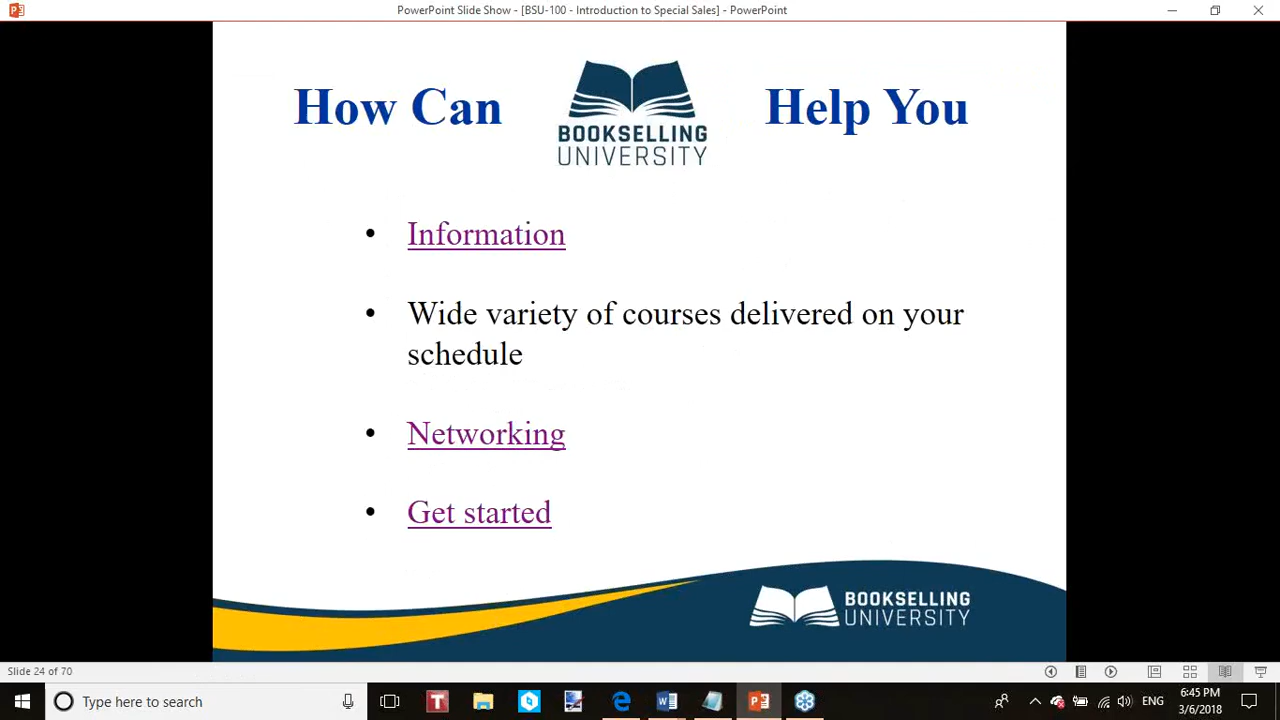 PowerPoint Slide Show - [BSU-100 - Introduction to Special Sales] - PowerPoint
How Can
BOOKSELLING
UNIVERSITY
Help You
• Information
• Wide variety of courses delivered on your
schedule
• Networking
• Get started
BOOKSELLING
UNIVERSITY
Slide 24 of 70
Type here to search
ENG
6:45 PM
3/6/2018